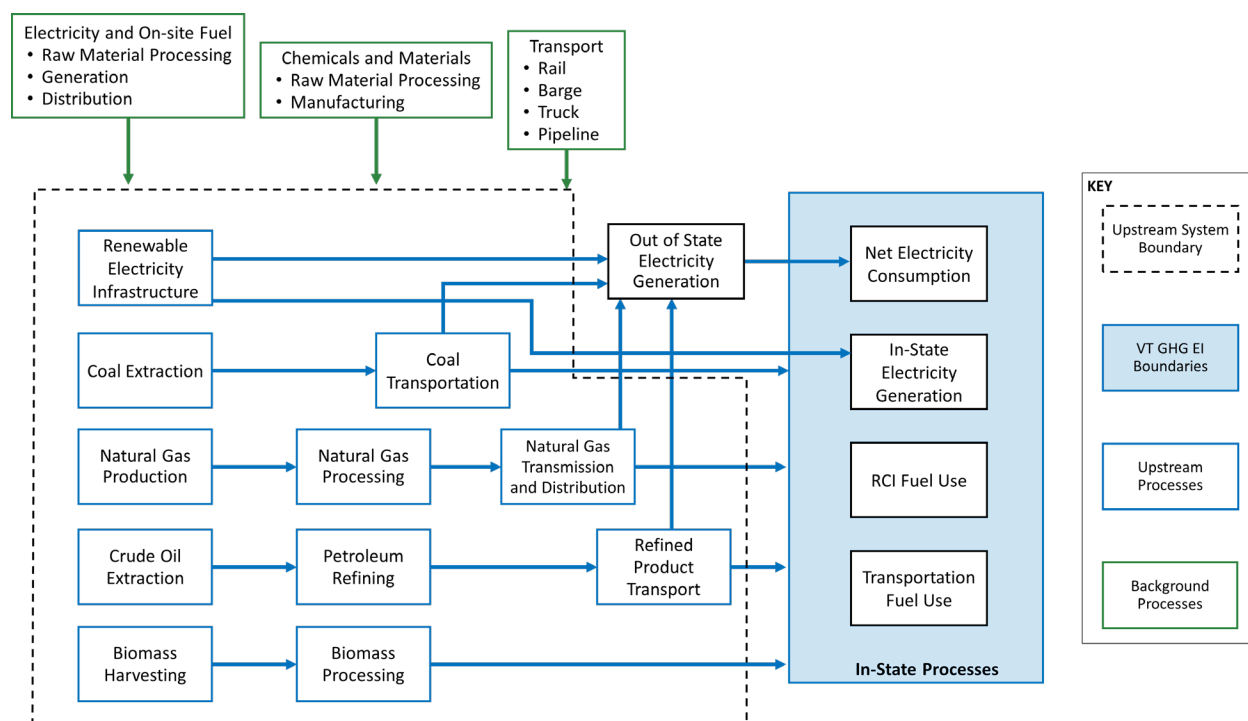 Electricity and On-site Fuel
• Raw Material Processing
• Generation
• Distribution
Chemicals and Materials
• Raw Material Processing
• Manufacturing
Transport
• Rail
• Barge
• Truck
• Pipeline
Renewable
Electricity
Infrastructure
Out of State
Electricity
Generation
Net Electricity
Consumption
Coal Extraction
Coal
Transportation
In-State
Electricity
Generation
Natural Gas
Production
Natural Gas
Processing
Natural Gas
Transmission
and Distribution
RCI Fuel Use
Crude Oil
Extraction
Petroleum
Refining
Refined
Product
Transport
Transportation
Fuel Use
Biomass
Harvesting
Biomass
Processing
In-State Processes
KEY
Upstream System
Boundary
VT GHG EI
Boundaries
Upstream
Processes
Background
Processes